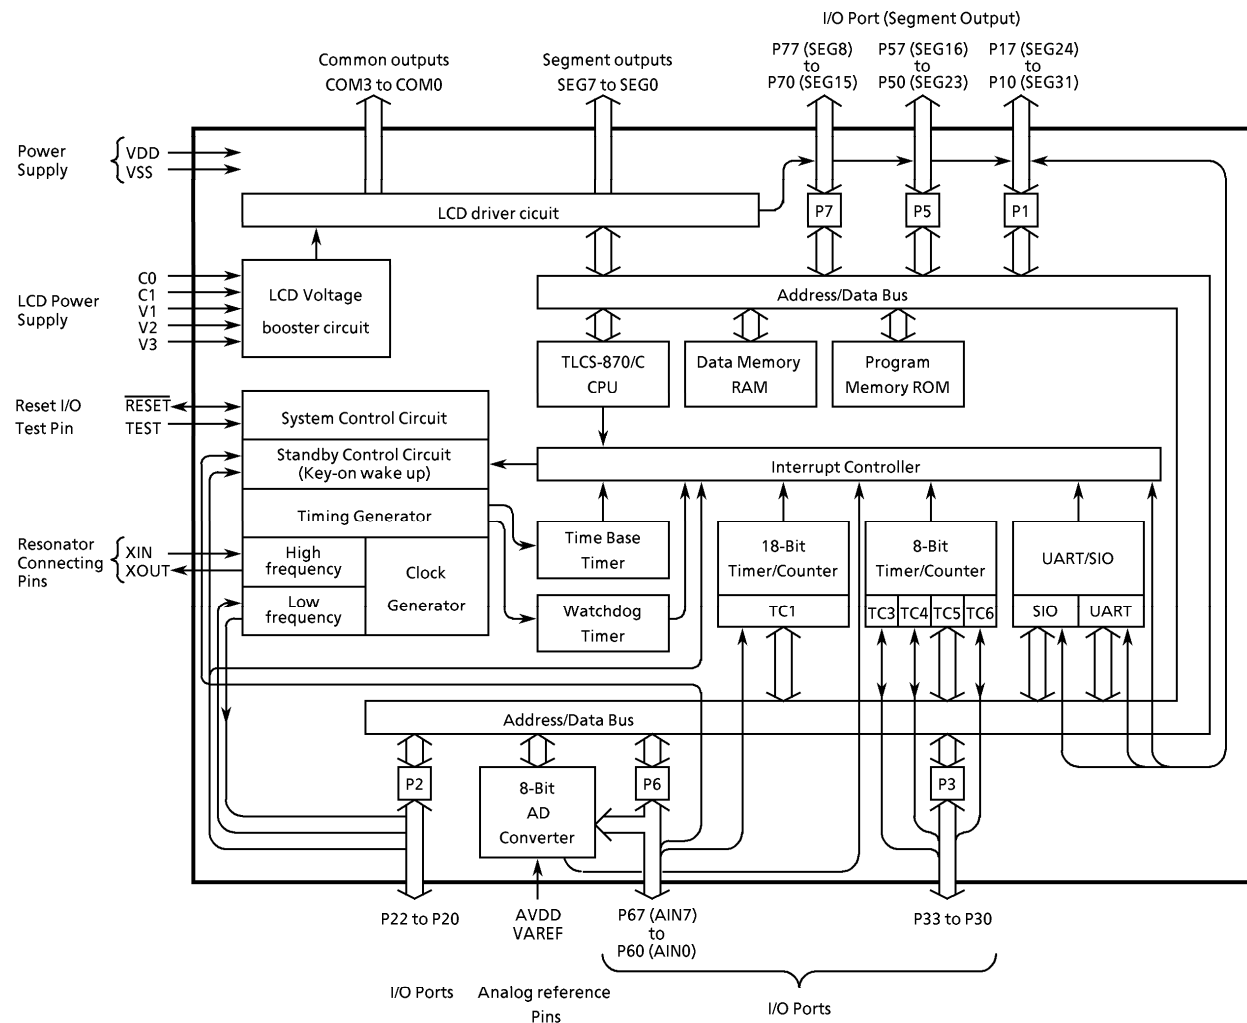 I/O Port (Segment Output)
P77 (SEG8)
to
P70 (SEG15)
P57 (SEG16)
to
P50 (SEG23)
P17 (SEG24)
to
P10 (SEG31)
Common outputs
COM3 to COM0
Segment outputs
SEG7 to SEG0
Power
Supply
VDD
VSS
LCD driver cicuit
P7
P5
P1
LCD Power
Supply
C0
C1
V1
V2
V3
LCD Voltage
booster circuit
Address/Data Bus
TLCS-870/C
CPU
Data Memory
RAM
Program
Memory ROM
Reset I/O
Test Pin
RESET
TEST
System Control Circuit
Standby Control Circuit
(Key-on wake up)
Interrupt Controller
Timing Generator
Resonator
Connecting
Pins
XIN
XOUT
High
frequency
Low
frequency
Clock
Generator
Time Base
Timer
Watchdog
Timer
18-Bit
Timer/Counter
TC1
8-Bit
Timer/Counter
TC3
TC4
TC5
TC6
UART/SIO
SIO
UART
Address/Data Bus
P2
8-Bit
AD
Converter
P6
P3
P22 to P20
AVDD
VAREF
P67 (AIN7)
to
P60 (AIN0)
P33 to P30
I/O Ports
Analog reference
Pins
I/O Ports